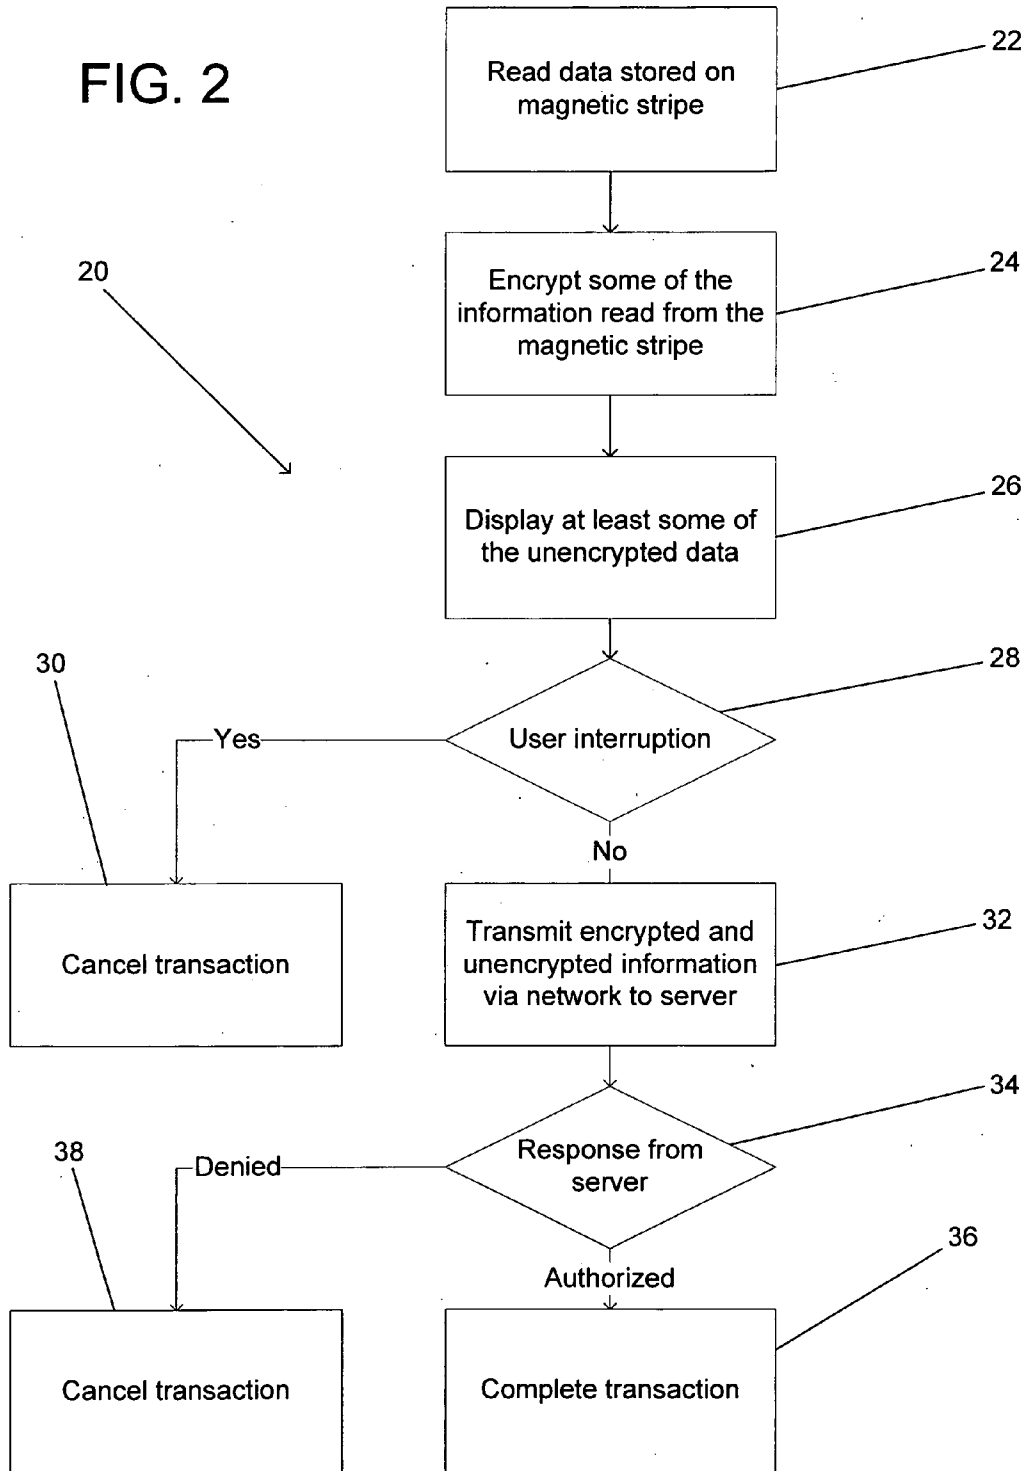 FIG. 2
22
Read data stored on
magnetic stripe
20
24
Encrypt some of the
information read from the
magnetic stripe
26
Display at least some of
the unencrypted data
30
28
Yes
User interruption
No
Cancel transaction
Transmit encrypted and
unencrypted information
via network to server
32
34
38
Denied
Response from
server
36
Authorized
Cancel transaction
Complete transaction